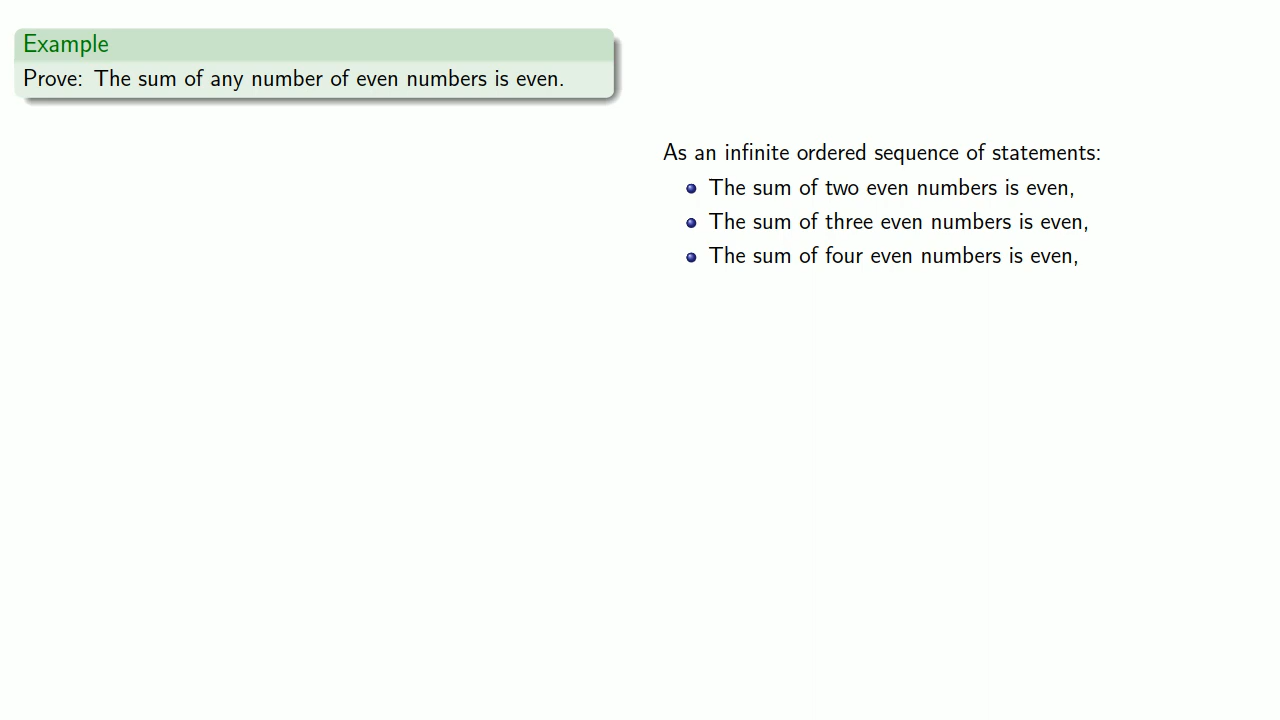 Example
Prove: The sum of any number of even numbers is even.
As an infinite ordered sequence of statements:
The sum of two even numbers is even,
The sum of three even numbers is even,
The sum of four even numbers is even,